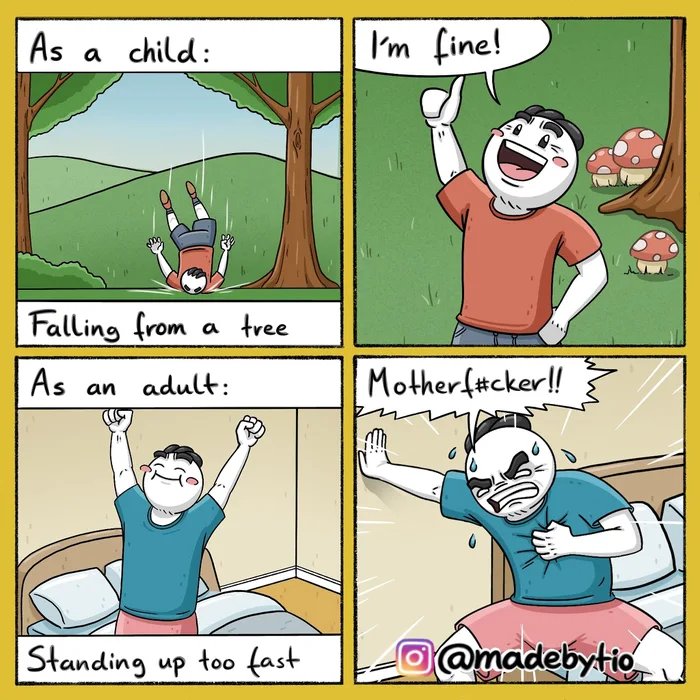 As a child:
Falling from a tree
I'm fine!
As an adult:
Standing up too fast
Motherf#cker!!
@madebytio